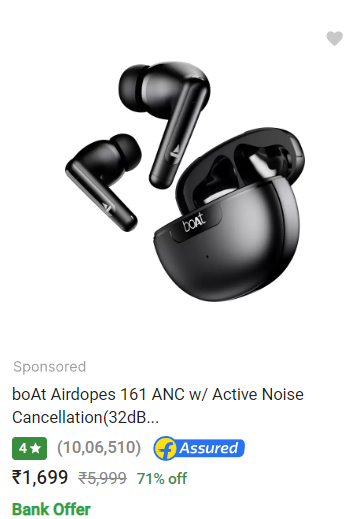 boAt
Sponsored
boAt Airdopes 161 ANC w/ Active Noise
Cancellation(32dB...
4★ (10,06,510) f Assured
₹1,699 ₹5,999 71% off
Bank Offer